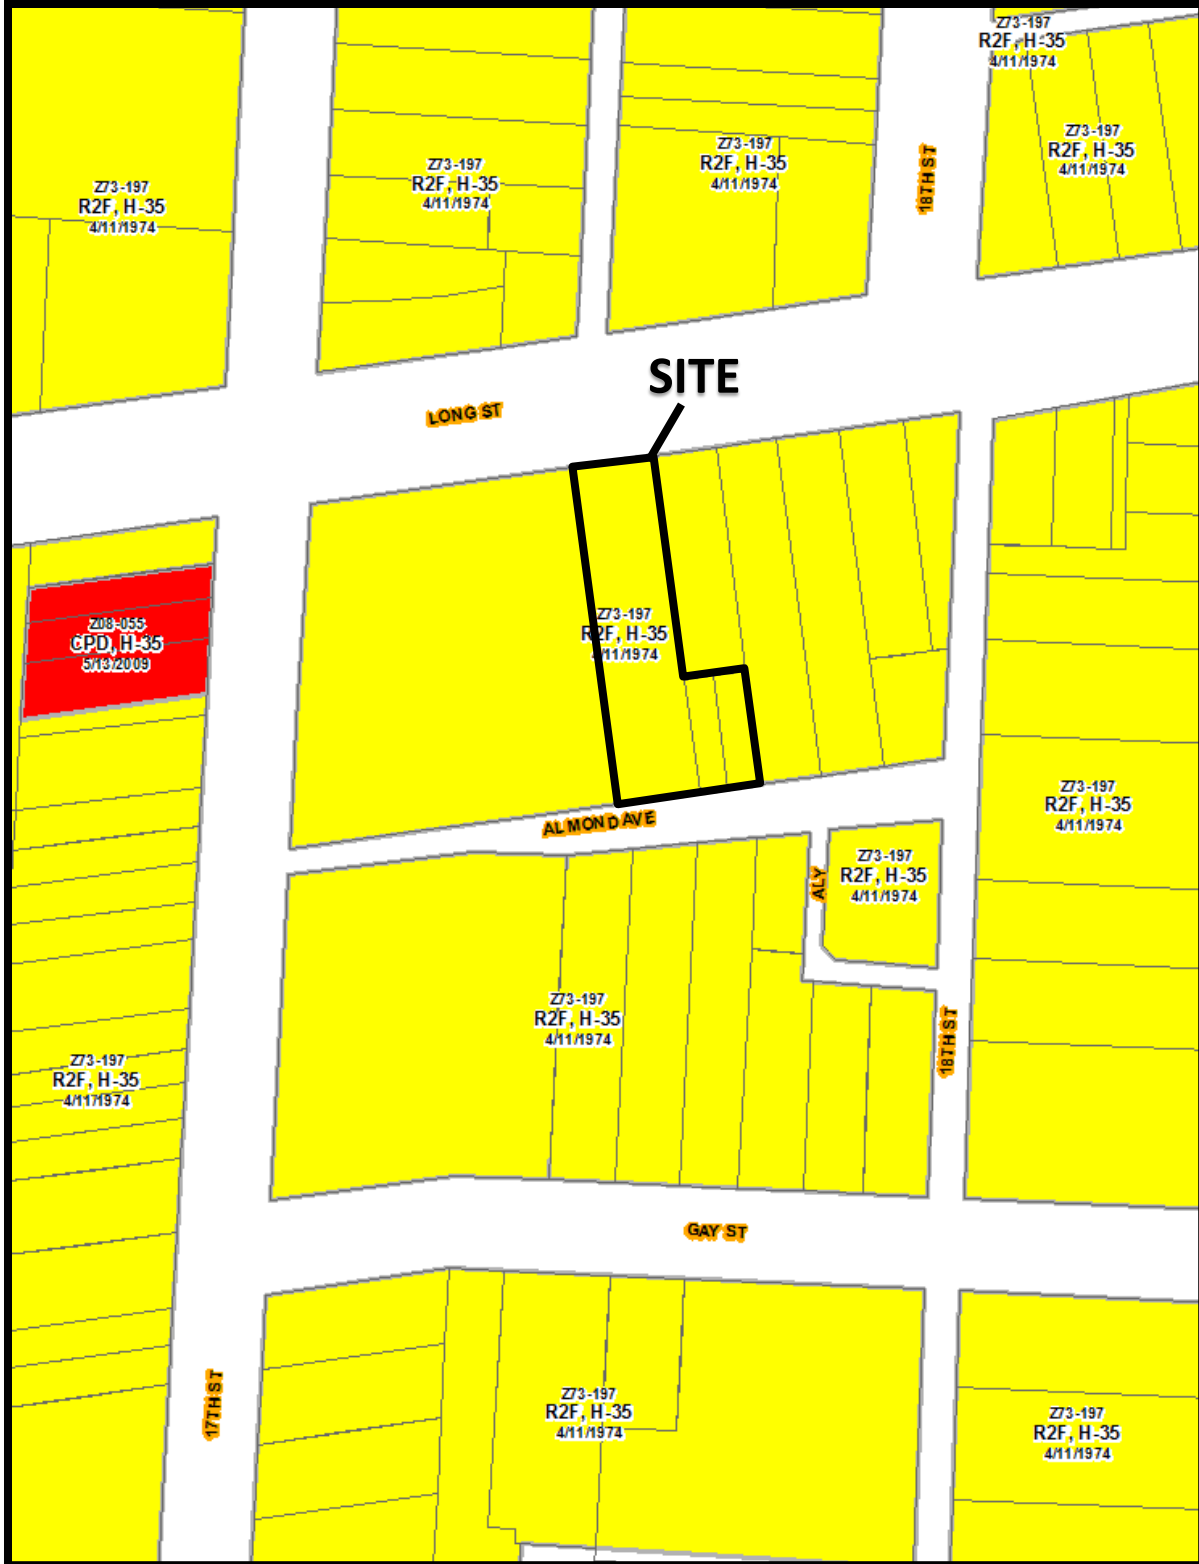 Z73-197
R2F, H-35
4/11/1974
Z73-197
R2F, H-35
4/11/1974
Z73-197
R2F, H-35
4/11/1974
Z73-197
R2F, H-35
4/11/1974
Z73-197
R2F, H-35
4/11/1974
18TH ST
SITE
LONG ST
Z73-197
R2F, H-35
4/11/1974
Z08-055
CPD, H-35
5/13/2009
Z73-197
R2F, H-35
4/11/1974
ALMOND AVE
ALY
Z73-197
R2F, H-35
4/11/1974
Z73-197
R2F, H-35
4/11/1974
18TH ST
Z73-197
R2F, H-35
4/11/1974
GAY ST
17TH ST
Z73-197
R2F, H-35
4/11/1974
Z73-197
R2F, H-35
4/11/1974